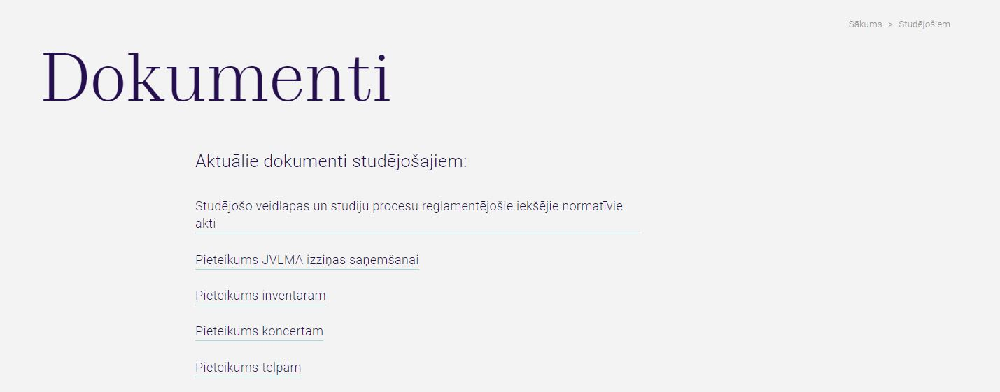 Sākums > Studējošiem
Dokumenti
Aktuālie dokumenti studējošajiem:
Studējošo veidlapas un studiju procesu reglamentējošie iekšējie normatīvie
akti
Pieteikums JVLMA izziņas saņemšanai
Pieteikums inventāram
Pieteikums koncertam
Pieteikums telpām